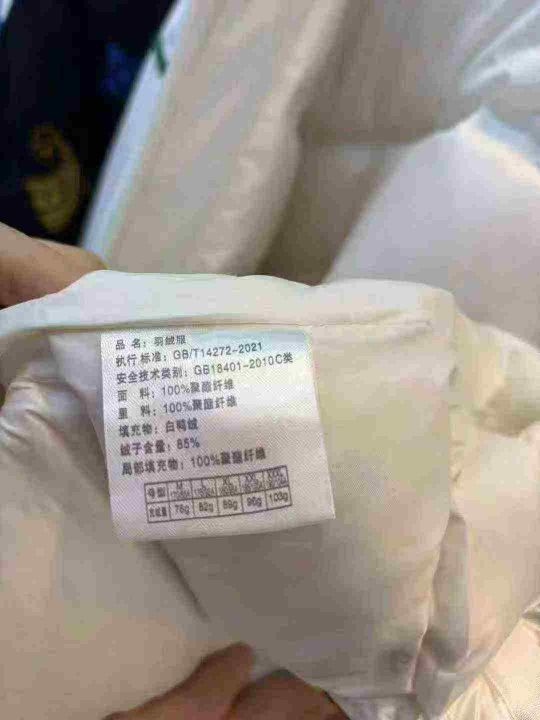 品 名：羽绒服
执行 标准：GB/T14272-2021
安全技术类别：GB18401-2010C类
面 料：100%聚酯纤维
里 料：100%聚酯纤维
填充物：白鸭绒
绒子含量：85%
局部填充物：100%聚酯纤维
号型 M L XL XXL XXXL
充绒量 76g 82g 89g 96g 103g